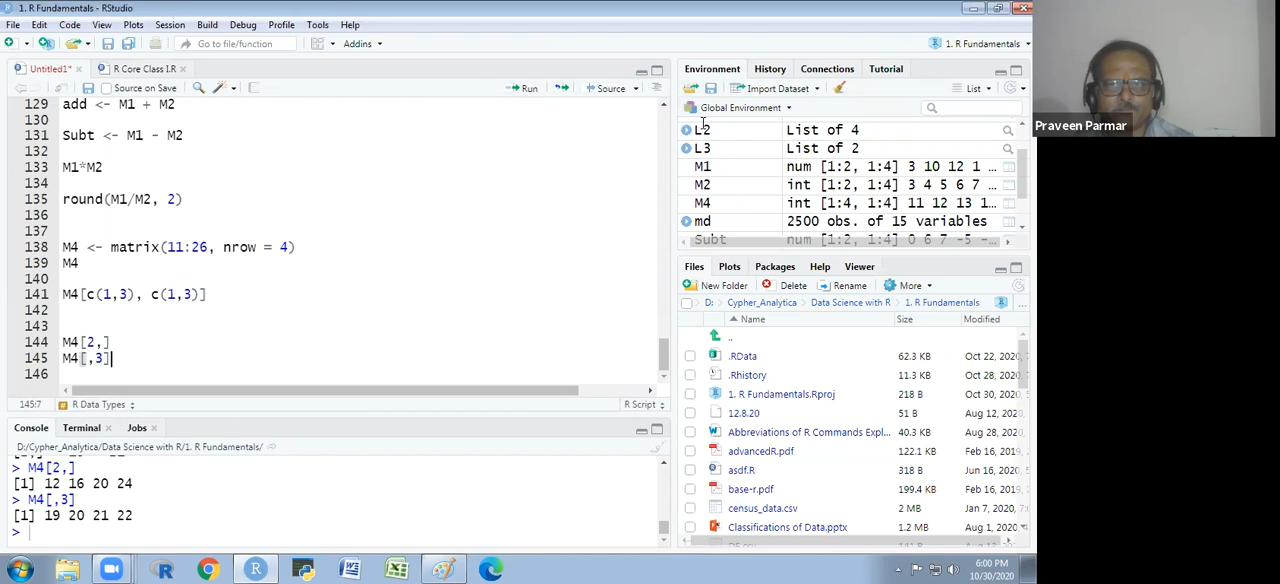 1. R Fundamentals - RStudio
File Edit Code View Plots Session Build Debug Profile Tools Help
Go to file/function Addins 1. R Fundamentals
Untitled1* R Core Class I.R
Source on Save Run Source
129 add <- M1 + M2
130
131 Subt <- M1 - M2
132
133 M1*M2
134
135 round(M1/M2, 2)
136
137
138 M4 <- matrix(11:26, nrow = 4)
139 M4
140
141 M4[c(1,3), c(1,3)]
142
143
144 M4[2,]
145 M4[,3]
146
145:7 R Data Types R Script
Console Terminal Jobs
D:/Cypher_Analytica/Data Science with R/1. R Fundamentals/
> M4[2,]
[1] 12 16 20 24
> M4[,3]
[1] 19 20 21 22
>
Environment History Connections Tutorial
Import Dataset List
Global Environment
L2 List of 4
L3 List of 2
M1 num [1:2, 1:4] 3 10 12 1 ...
M2 int [1:2, 1:4] 3 4 5 6 7 ...
M4 int [1:4, 1:4] 11 12 13 1...
md 2500 obs. of 15 variables
Subt num [1:2, 1:4] 0 6 7 -5 ...
Files Plots Packages Help Viewer
New Folder Delete Rename More
D: Cypher_Analytica Data Science with R 1. R Fundamentals ...
Name Size Modified
..
.RData 62.3 KB Oct 22, 2020,
.Rhistory 11.3 KB Oct 28, 2020,
1. R Fundamentals.Rproj 218 B Oct 30, 2020,
12.8.20 51 B Aug 12, 2020,
Abbreviations of R Commands Expl... 40.3 KB Aug 28, 2020,
advancedR.pdf 122.1 KB Feb 16, 2019,
asdf.R 318 B Jun 16, 2020,
base-r.pdf 199.4 KB Feb 16, 2019,
census_data.csv 2 MB Jan 7, 2020,
Classifications of Data.pptx 1.2 MB Aug 1, 2020,
Praveen Parmar
6:00 PM
10/30/2020